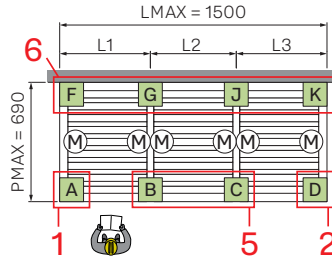 LMAX = 1500
6
L1 L2 L3
F G J K
PMAX = 690
M M M M
A B C D
1 5 2